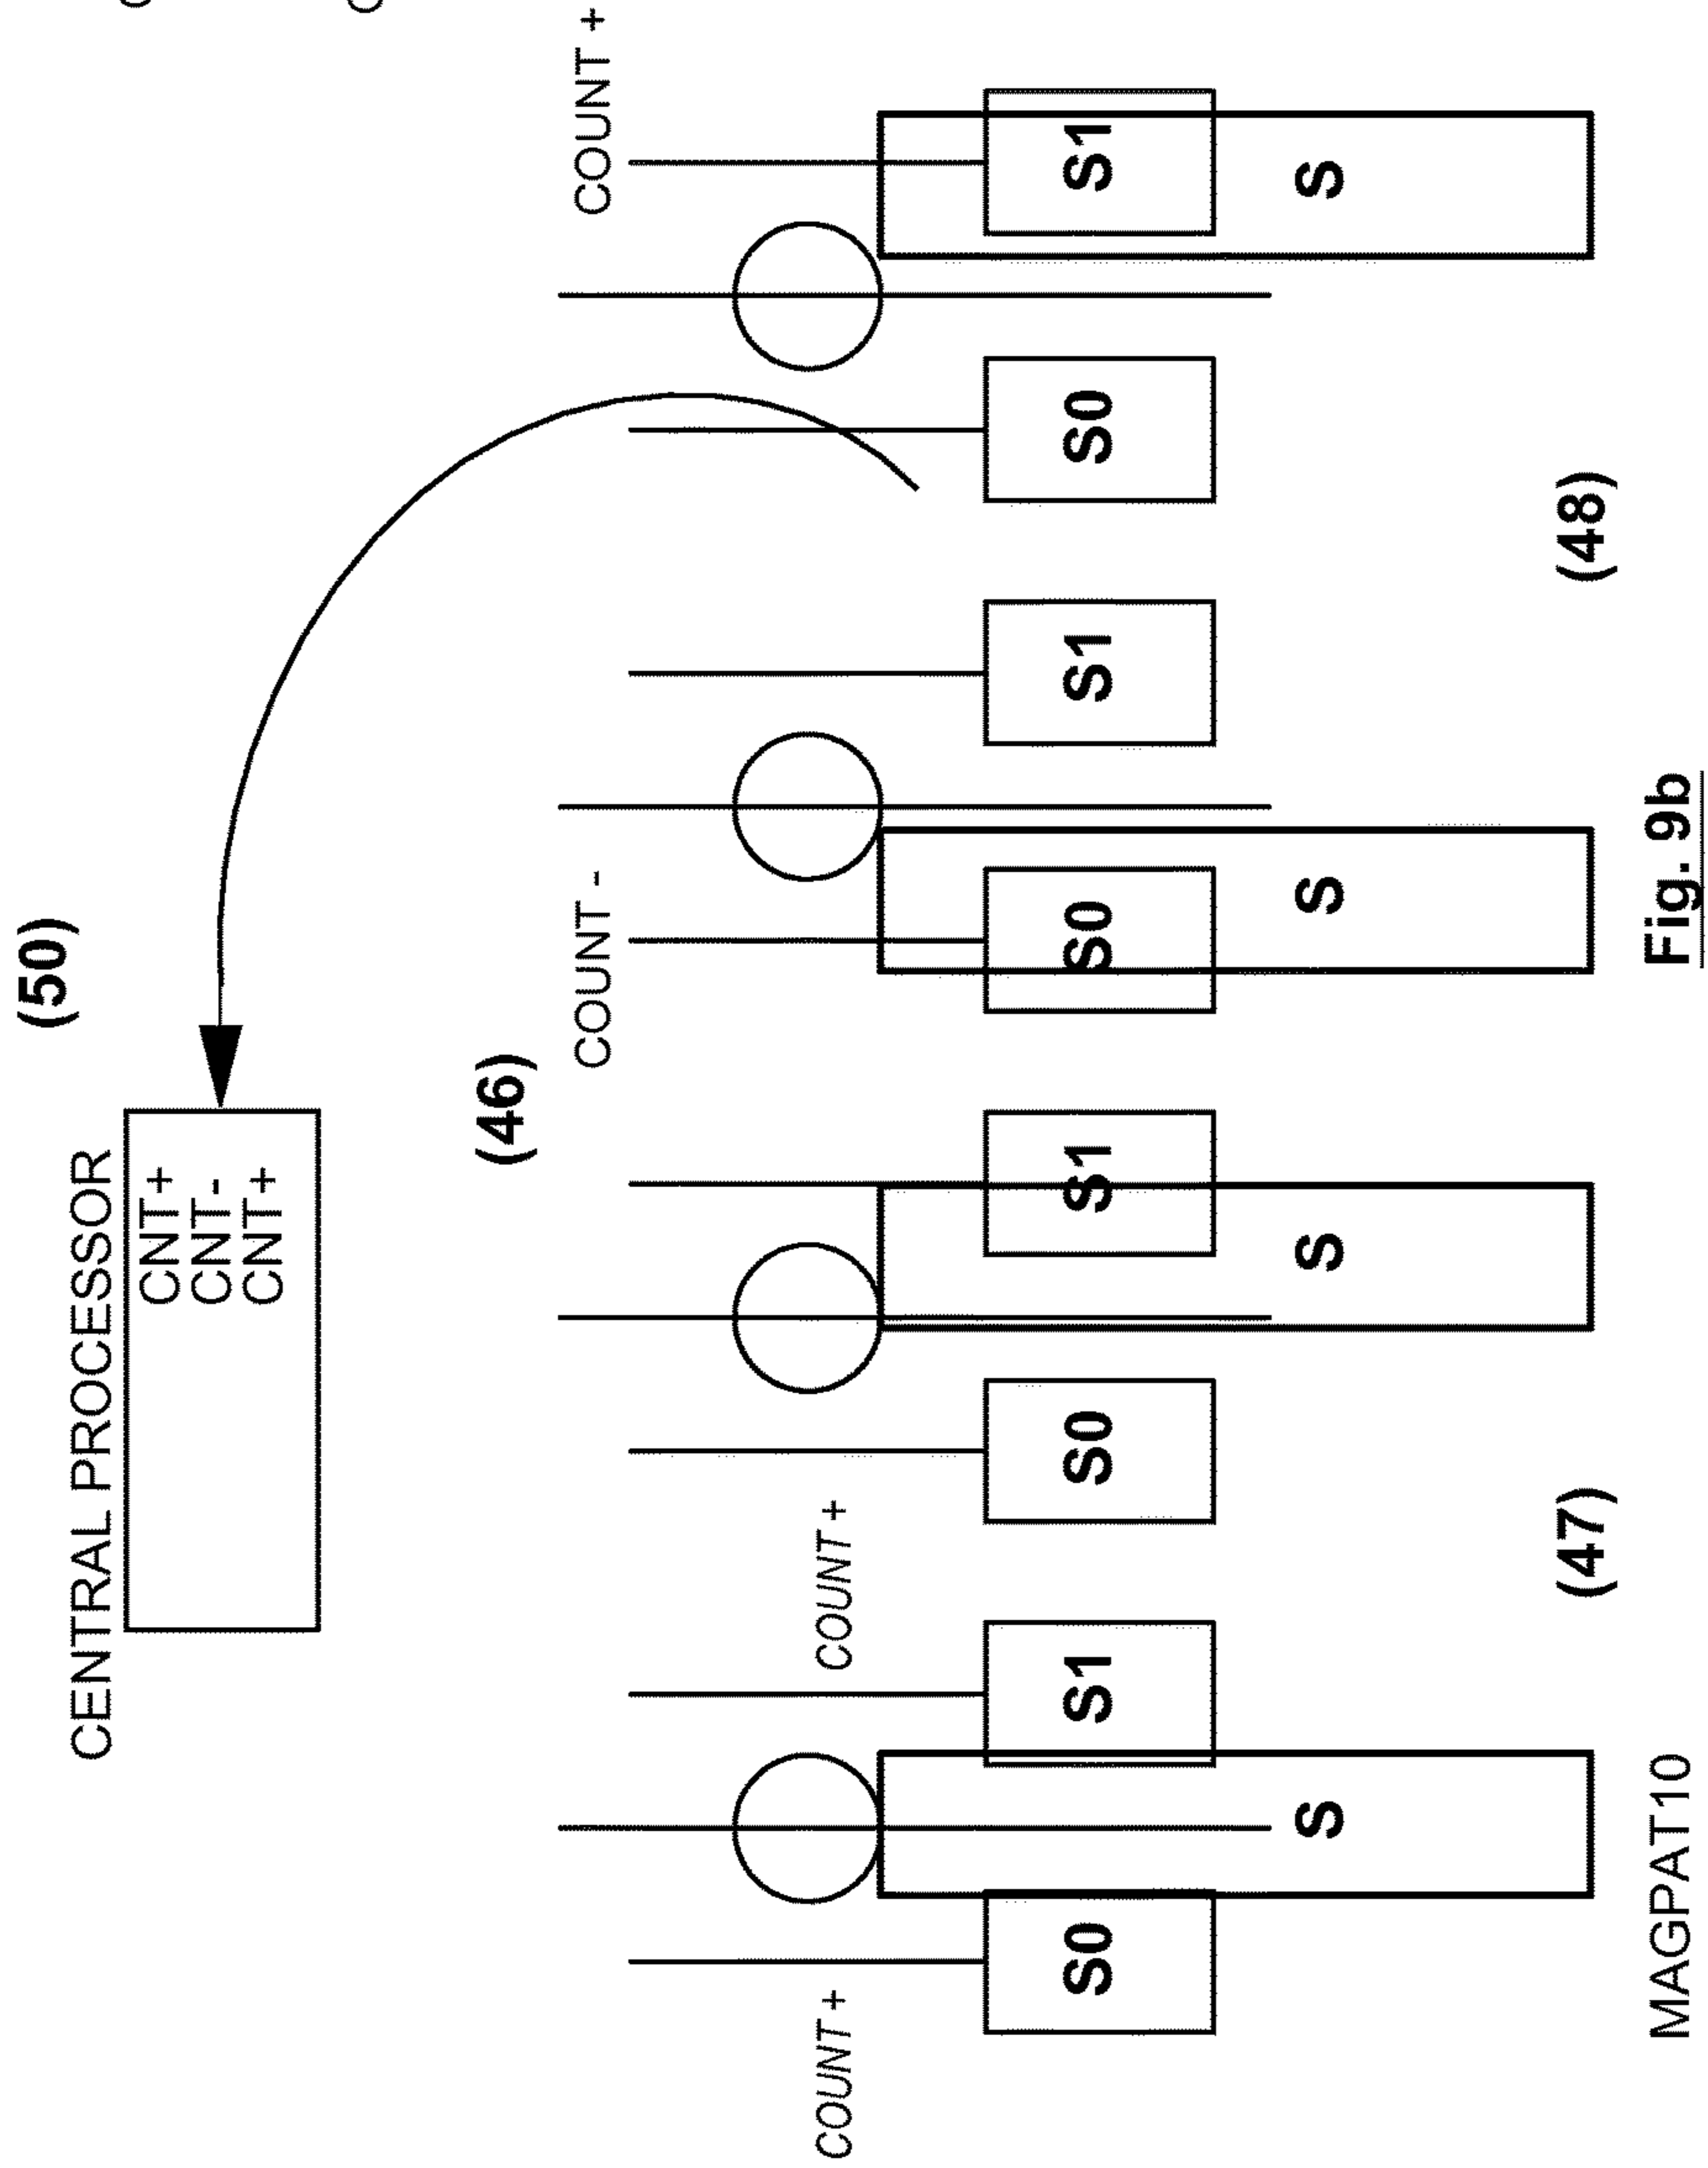 (50)
CENTRAL PROCESSOR
CNT+
CNT-
CNT+
(46)
COUNT - COUNT +
COUNT+ COUNT+
S0 S1 S0 S1 S0 S1 S0 S1
S S S S
(47) (48)
MAGPAT10 Fig. 9b